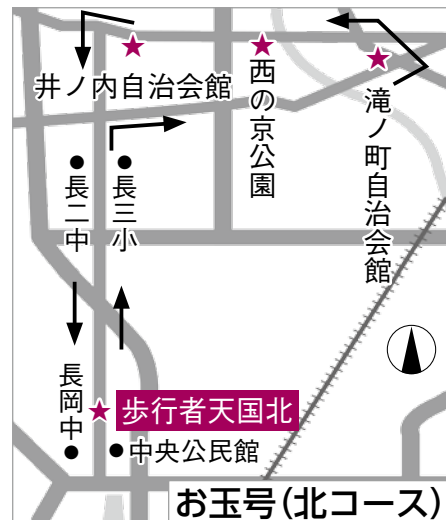 井ノ内自治会館
西の京公園
滝ノ町自治会館
長二中
長三小
長岡中
歩行者天国北
中央公民館
お玉号(北コース)